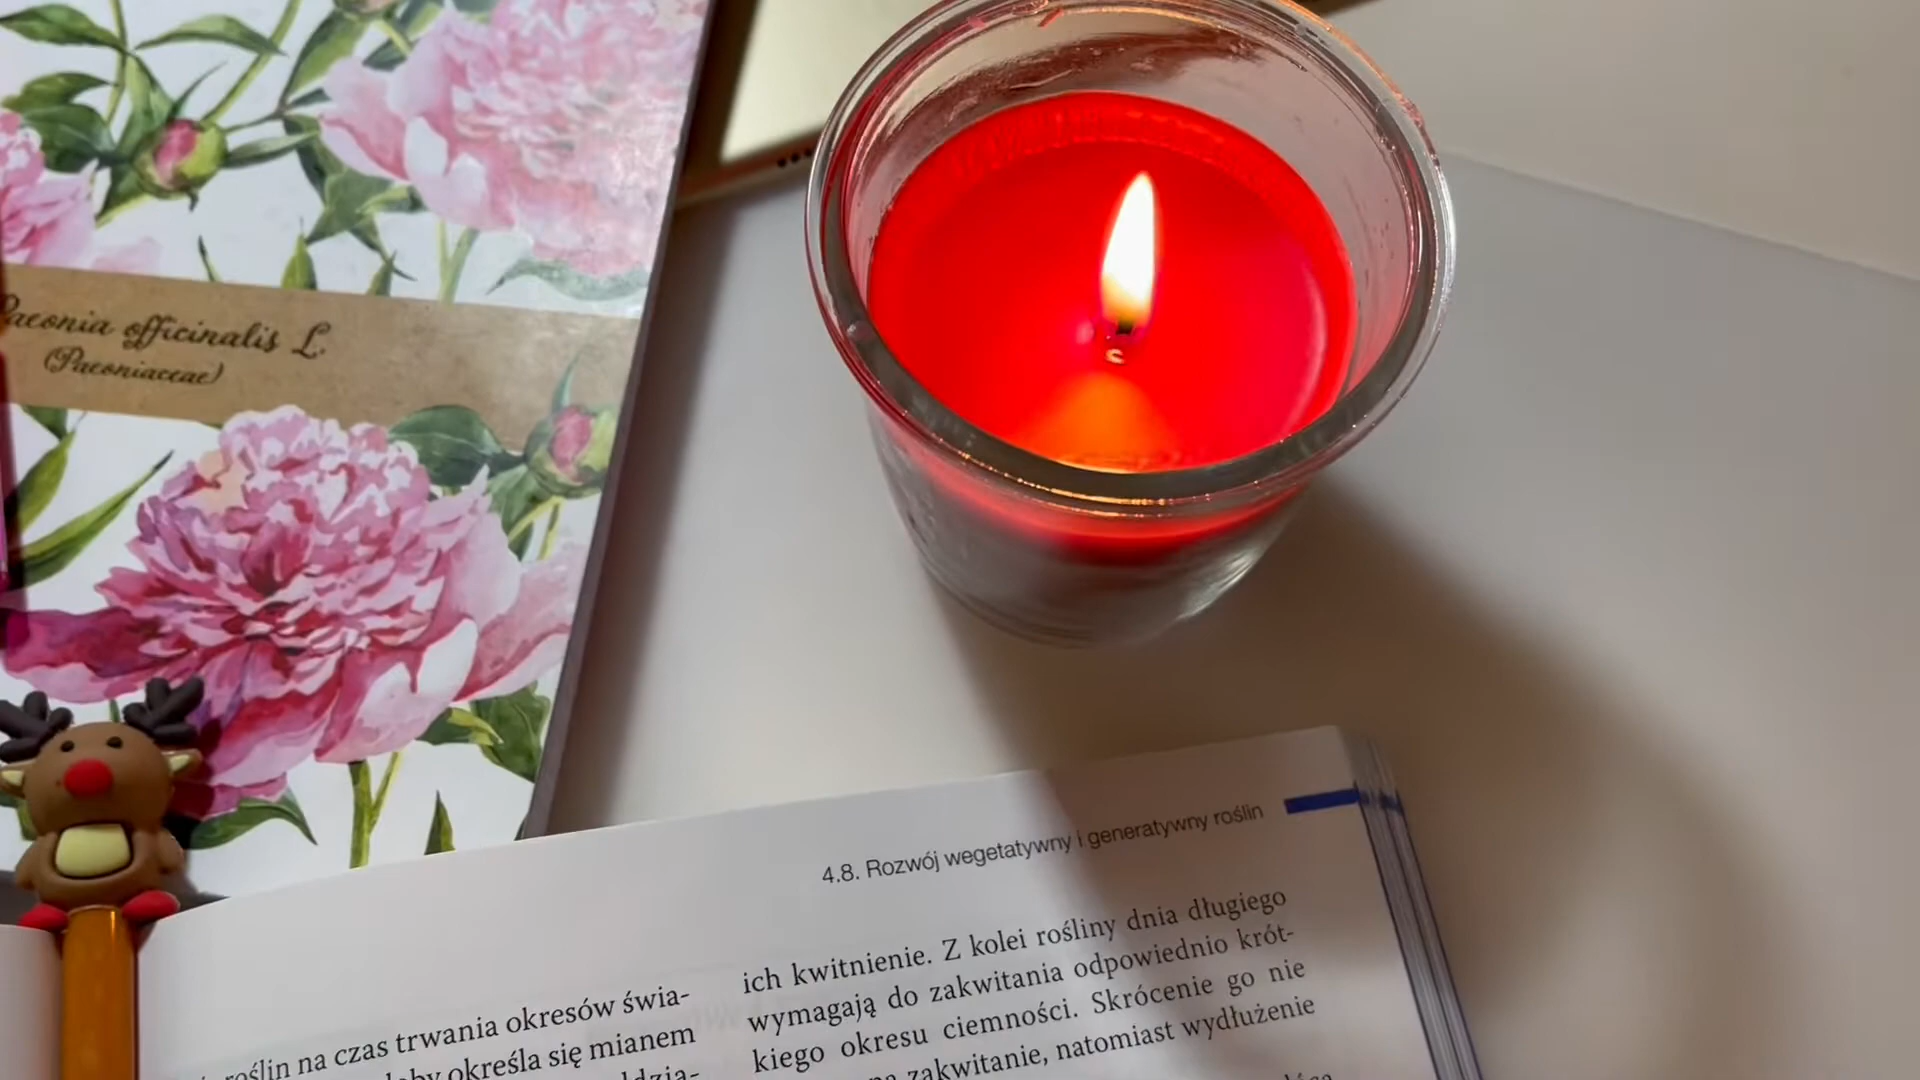 Paeonia officinalis L.
(Paeoniaceae)
4.8. Rozwój wegetatywny i generatywny roślin
roślin na czas trwania okresów świa-
określa się mianem
ich kwitnienie. Z kolei rośliny dnia długiego
wymagają do zakwitania odpowiednio krót-
kiego okresu ciemności. Skrócenie go nie
zakwitanie, natomiast wydłużenie